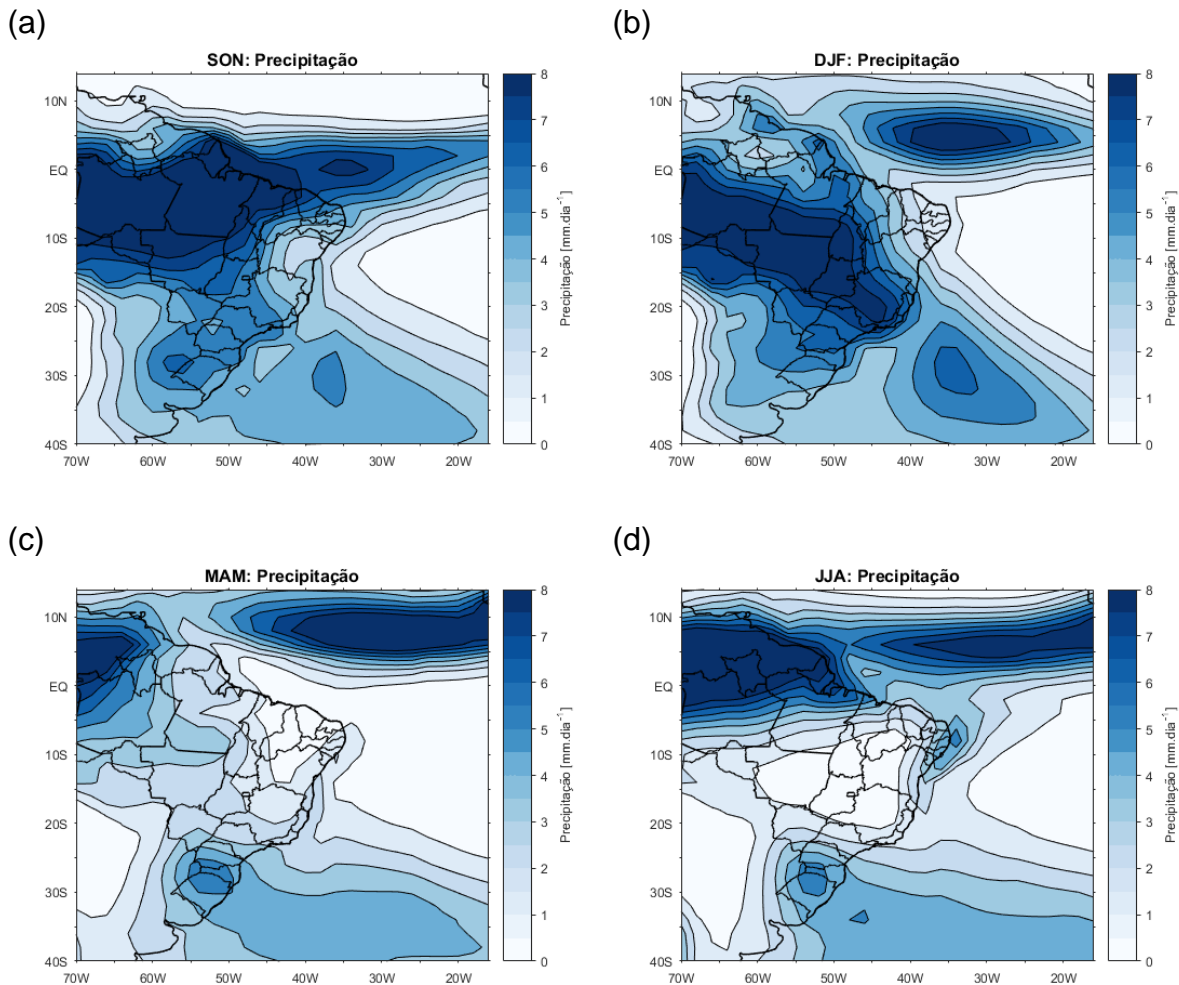 (a)
SON: Precipitação
10N
EQ
10S
20S
30S
40S
70W 60W 50W 40W 30W 20W
8
7
6
5
4
3
2
1
0
Precipitação [mm.dia⁻¹]
(b)
DJF: Precipitação
10N
EQ
10S
20S
30S
40S
70W 60W 50W 40W 30W 20W
8
7
6
5
4
3
2
1
0
Precipitação [mm.dia⁻¹]
(c)
MAM: Precipitação
10N
EQ
10S
20S
30S
40S
70W 60W 50W 40W 30W 20W
8
7
6
5
4
3
2
1
0
Precipitação [mm.dia⁻¹]
(d)
JJA: Precipitação
10N
EQ
10S
20S
30S
40S
70W 60W 50W 40W 30W 20W
8
7
6
5
4
3
2
1
0
Precipitação [mm.dia⁻¹]